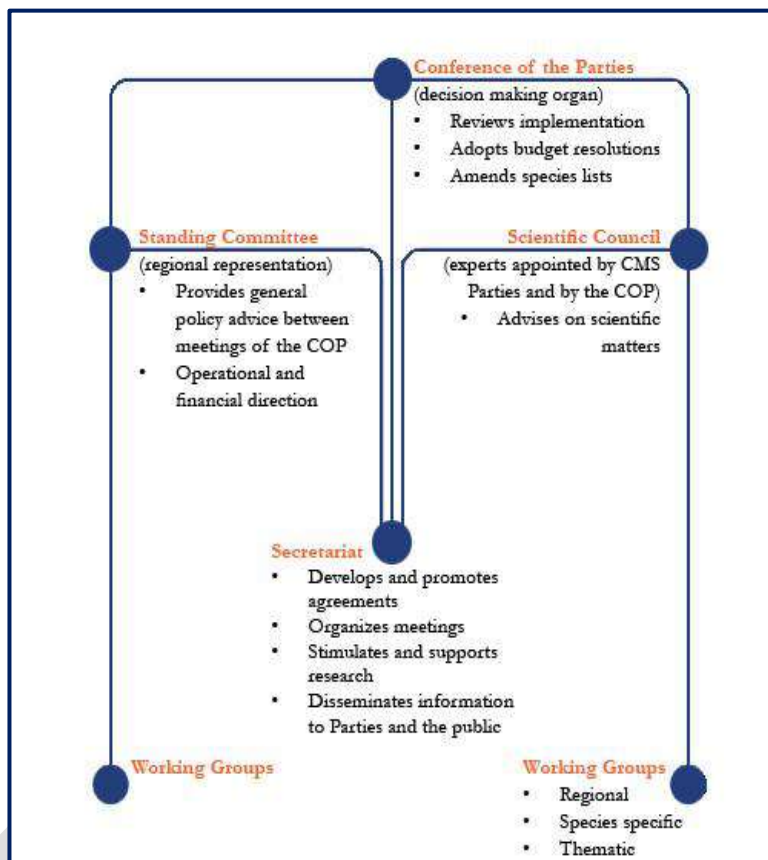 Conference of the Parties
(decision making organ)
• Reviews implementation
• Adopts budget resolutions
• Amends species lists
Standing Committee
(regional representation)
• Provides general
policy advice between
meetings of the COP
• Operational and
financial direction
Scientific Council
(experts appointed by CMS
Parties and by the COP)
• Advises on scientific
matters
Secretariat
• Develops and promotes
agreements
• Organizes meetings
• Stimulates and supports
research
• Disseminates information
to Parties and the public
Working Groups
Working Groups
• Regional
• Species specific
• Thematic